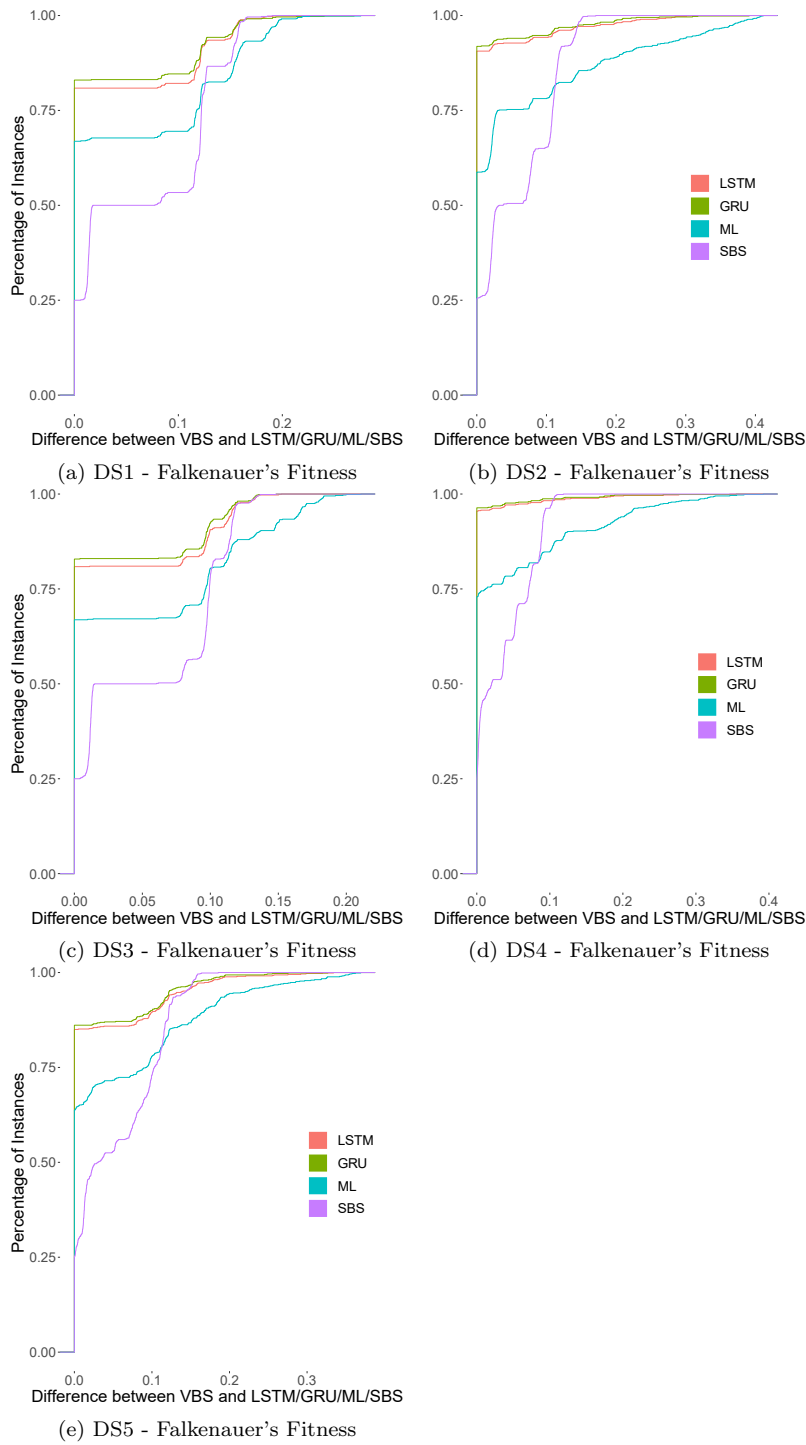 1.00
0.75
0.50
0.25
0.00
Percentage of Instances
0.0 0.1 0.2
Difference between VBS and LSTM/GRU/ML/SBS
(a) DS1 - Falkenauer's Fitness
1.00
0.75
0.50
0.25
0.00
LSTM
GRU
ML
SBS
0.0 0.1 0.2 0.3 0.4
Difference between VBS and LSTM/GRU/ML/SBS
(b) DS2 - Falkenauer's Fitness
1.00
0.75
0.50
0.25
0.00
Percentage of Instances
0.00 0.05 0.10 0.15 0.20
Difference between VBS and LSTM/GRU/ML/SBS
(c) DS3 - Falkenauer's Fitness
1.00
0.75
0.50
0.25
0.00
LSTM
GRU
ML
SBS
0.0 0.1 0.2 0.3 0.4
Difference between VBS and LSTM/GRU/ML/SBS
(d) DS4 - Falkenauer's Fitness
1.00
0.75
0.50
0.25
0.00
Percentage of Instances
LSTM
GRU
ML
SBS
0.0 0.1 0.2 0.3
Difference between VBS and LSTM/GRU/ML/SBS
(e) DS5 - Falkenauer's Fitness